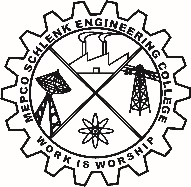 MEPCO SCHLENK ENGINEERING COLLEGE
WORK IS WORSHIP